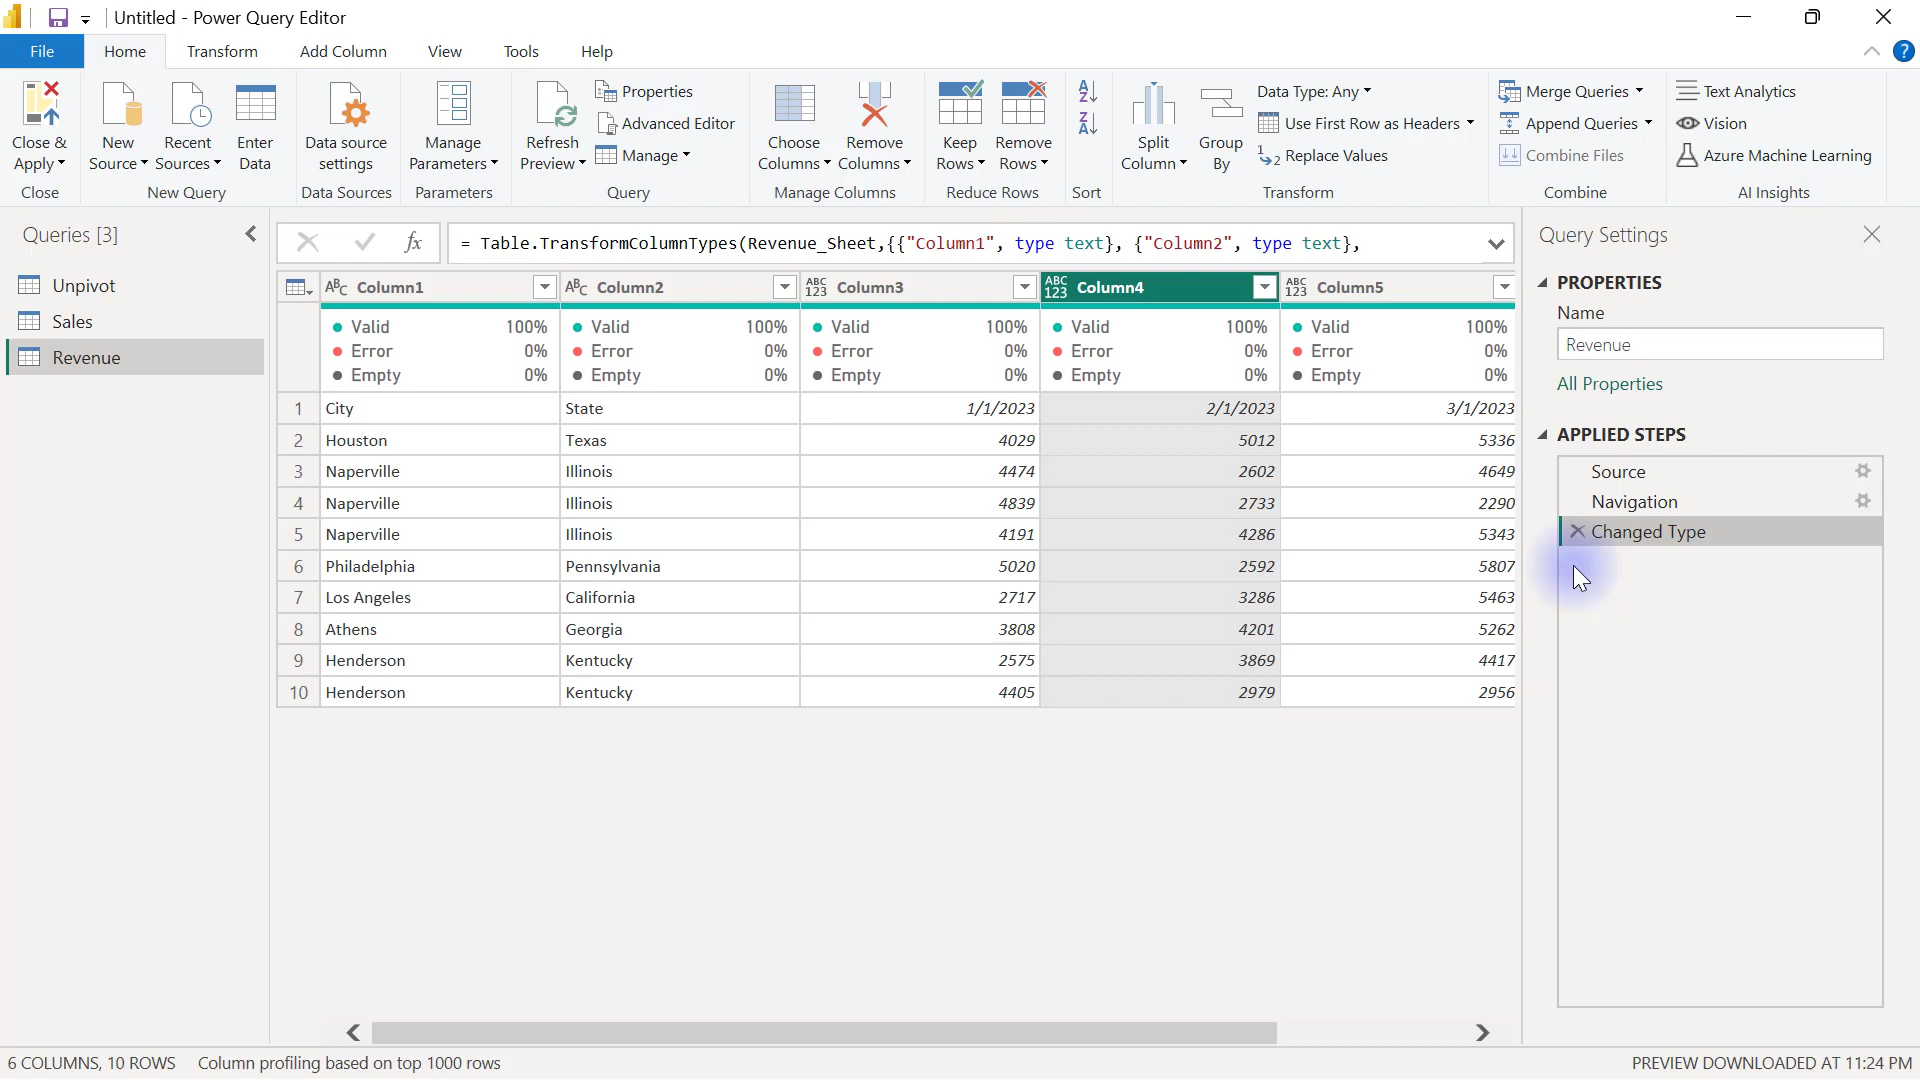 Untitled - Power Query Editor
File Home Transform Add Column View Tools Help
Close & Apply
Close
New Source
Recent Sources
Enter Data
New Query
Data source settings
Data Sources
Manage Parameters
Parameters
Refresh Preview
Properties
Advanced Editor
Manage
Query
Choose Columns
Remove Columns
Manage Columns
Keep Rows
Remove Rows
Reduce Rows
A Z
Z A
Sort
Split Column
Group By
Data Type: Any
Use First Row as Headers
1 2 Replace Values
Transform
Merge Queries
Append Queries
Combine Files
Combine
Text Analytics
Vision
Azure Machine Learning
AI Insights
?
Queries [3]
Unpivot
Sales
Revenue
fx = Table.TransformColumnTypes(Revenue_Sheet,{{"Column1", type text}, {"Column2", type text},
ABC Column1 ABC Column2 ABC 123 Column3 ABC 123 Column4 ABC 123 Column5
Valid 100% Valid 100% Valid 100% Valid 100% Valid 100%
Error 0% Error 0% Error 0% Error 0% Error 0%
Empty 0% Empty 0% Empty 0% Empty 0% Empty 0%
1 City State 1/1/2023 2/1/2023 3/1/2023
2 Houston Texas 4029 5012 5336
3 Naperville Illinois 4474 2602 4649
4 Naperville Illinois 4839 2733 2290
5 Naperville Illinois 4191 4286 5343
6 Philadelphia Pennsylvania 5020 2592 5807
7 Los Angeles California 2717 3286 5463
8 Athens Georgia 3808 4201 5262
9 Henderson Kentucky 2575 3869 4417
10 Henderson Kentucky 4405 2979 2956
Query Settings
PROPERTIES
Name
Revenue
All Properties
APPLIED STEPS
Source
Navigation
Changed Type
6 COLUMNS, 10 ROWS Column profiling based on top 1000 rows
PREVIEW DOWNLOADED AT 11:24 PM